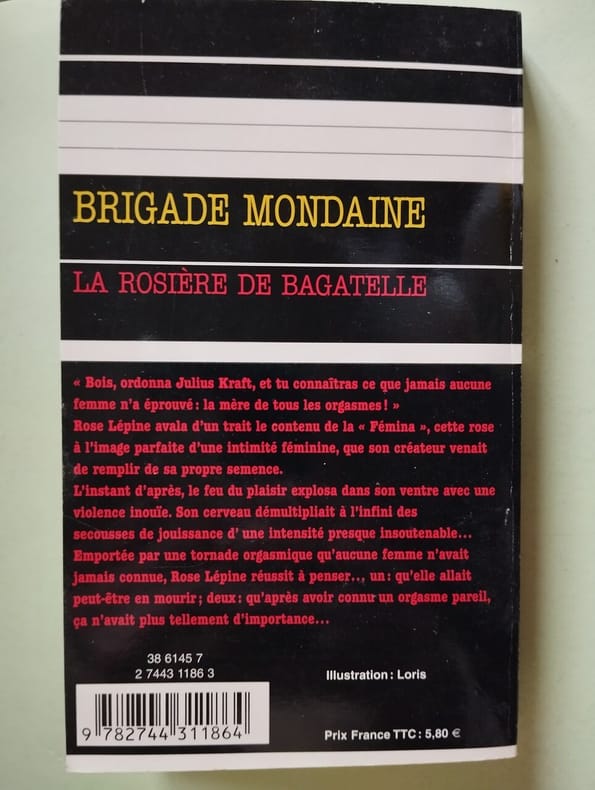 BRIGADE MONDAINE
LA ROSIÈRE DE BAGATELLE
« Bois, ordonna Julius Kraft, et tu connaîtras ce que jamais aucune
femme n'a éprouvé : la mère de tous les orgasmes ! »
Rose Lépine avala d'un trait le contenu de la « Fémina », cette rose
à l'image parfaite d'une intimité féminine, que son créateur venait
de remplir de sa propre semence.
L'instant d'après, le feu du plaisir explosa dans son ventre avec une
violence inouïe. Son cerveau démultipliait à l'infini des
secousses de jouissance d' une intensité presque insoutenable...
Emportée par une tornade orgasmique qu'aucune femme n'avait
jamais connue, Rose Lépine réussit à penser... un : qu'elle allait
peut-être en mourir ; deux : qu'après avoir connu un orgasme pareil,
ça n'avait plus tellement d'importance...
38 6145 7
2 7443 1186 3
Illustration : Loris
9 782744 311864
Prix France TTC : 5,80 €